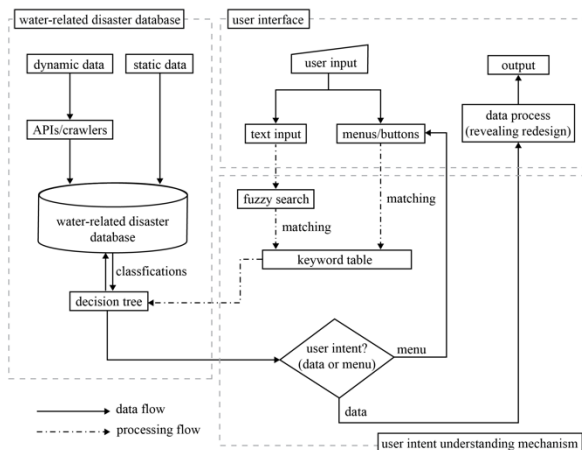 water-related disaster database
user interface
dynamic data
static data
user input
output
APIs/crawlers
text input
menus/buttons
data process
(revealing redesign)
fuzzy search
matching
matching
water-related disaster
database
keyword table
classfications
decision tree
user intent?
(data or menu)
menu
data
data flow
processing flow
user intent understanding mechanism